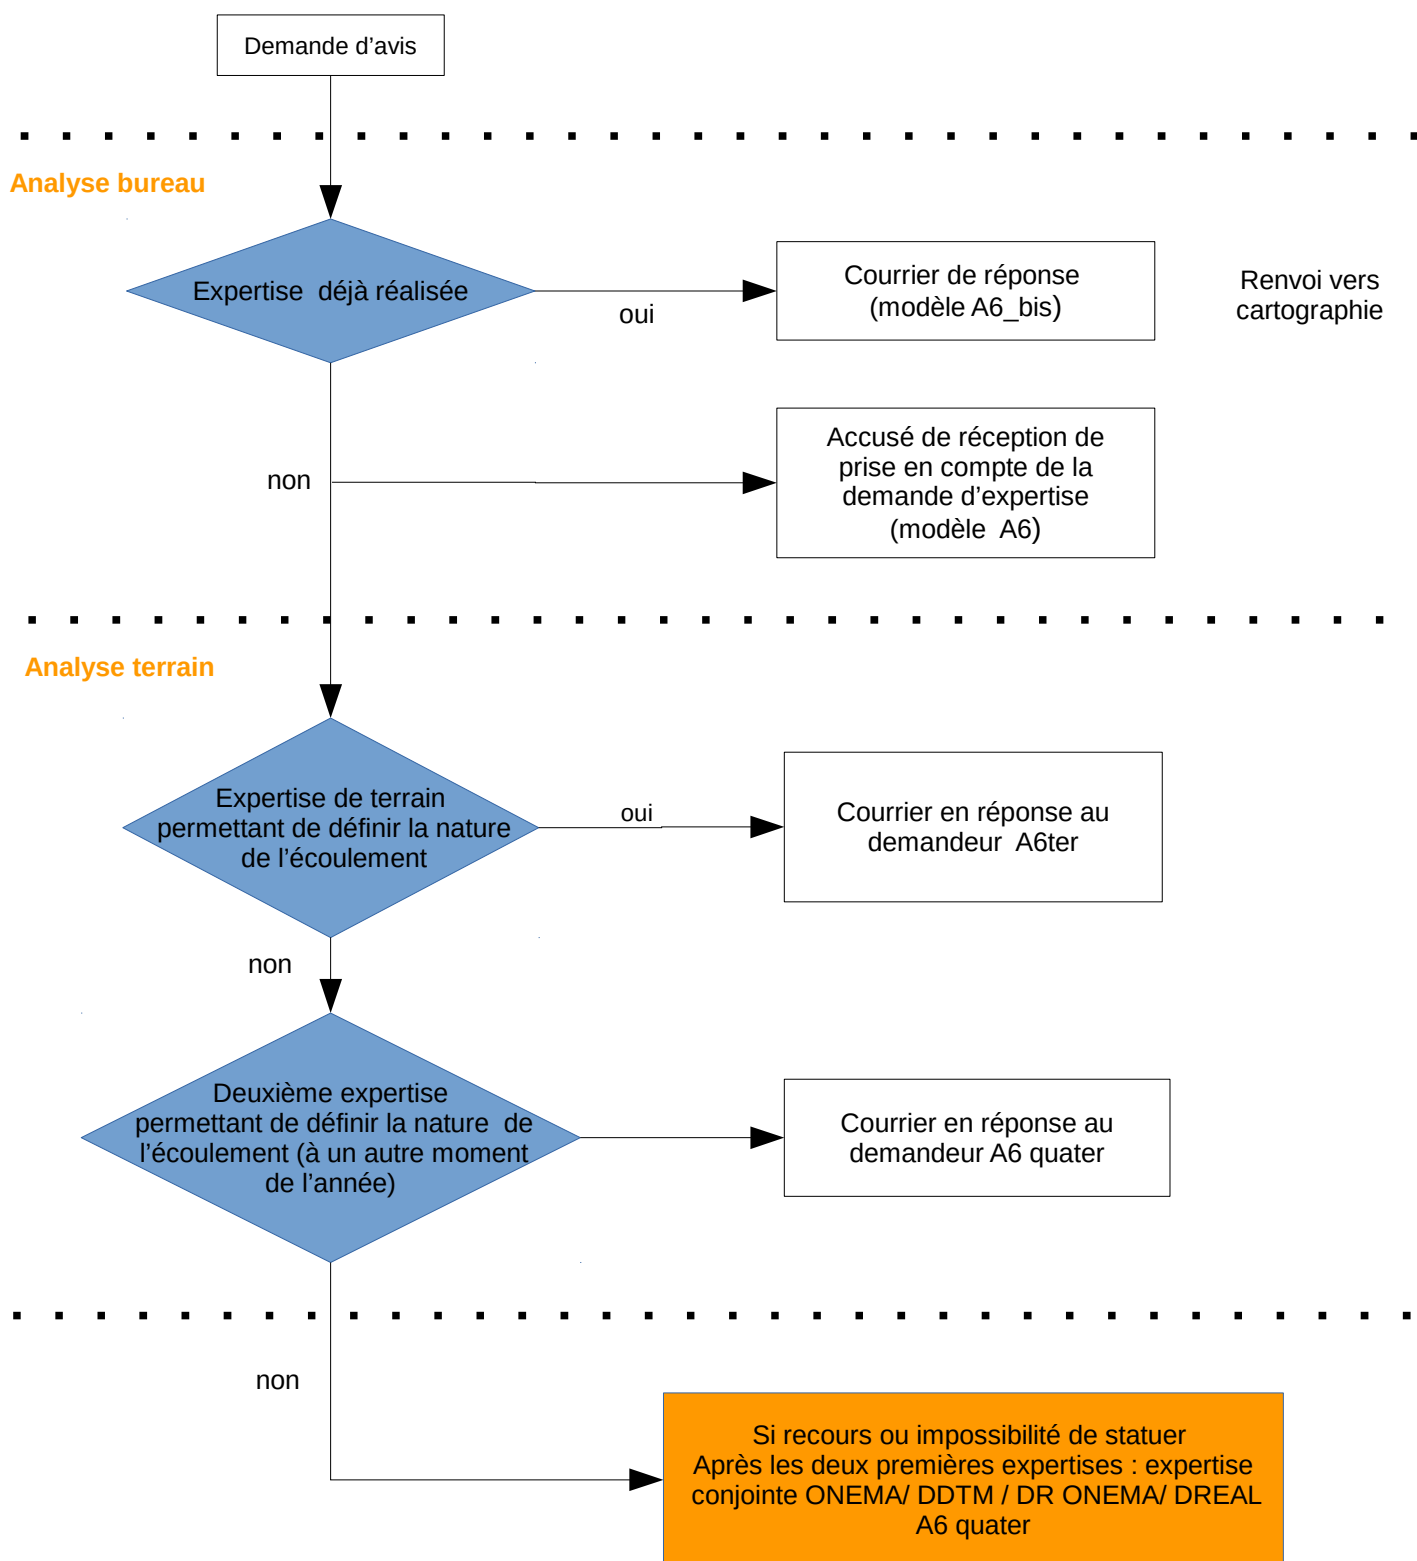 Demande d’avis
Analyse bureau
Expertise  déjà réalisée
oui
Courrier de réponse
(modèle A6_bis)
Renvoi vers
cartographie
non
Accusé de réception de
prise en compte de la
demande d’expertise
(modèle  A6)
Analyse terrain
Expertise de terrain
permettant de définir la nature
de l’écoulement
oui
Courrier en réponse au
demandeur  A6ter
non
Deuxième expertise
permettant de définir la nature  de
l’écoulement (à un autre moment
de l’année)
Courrier en réponse au
demandeur A6 quater
non
Si recours ou impossibilité de statuer
Après les deux premières expertises : expertise
conjointe ONEMA/ DDTM / DR ONEMA/ DREAL
A6 quater